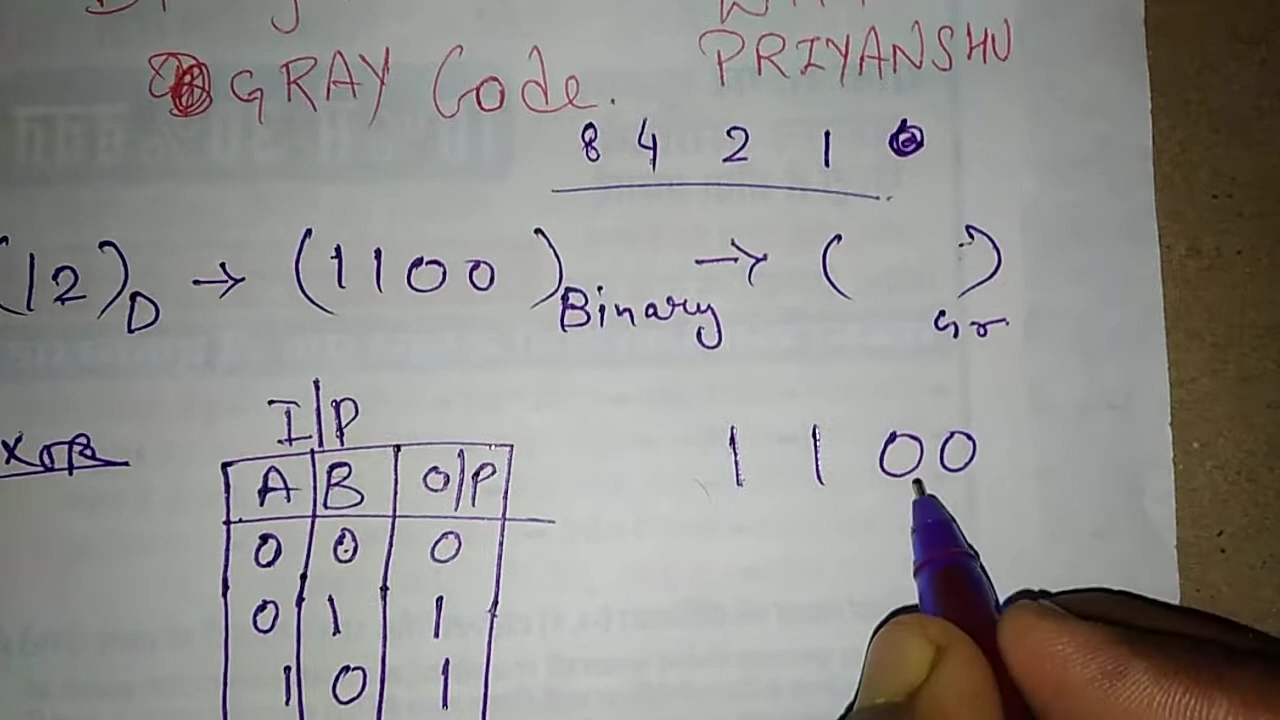 GRAY Code.
PRIYANSHU
8 4 2 1
(12)D → (1100)Binary → ( )Gr
XOR
I/P
A B O/P
0 0 0
0 1 1
1 0 1
1 1 0 0